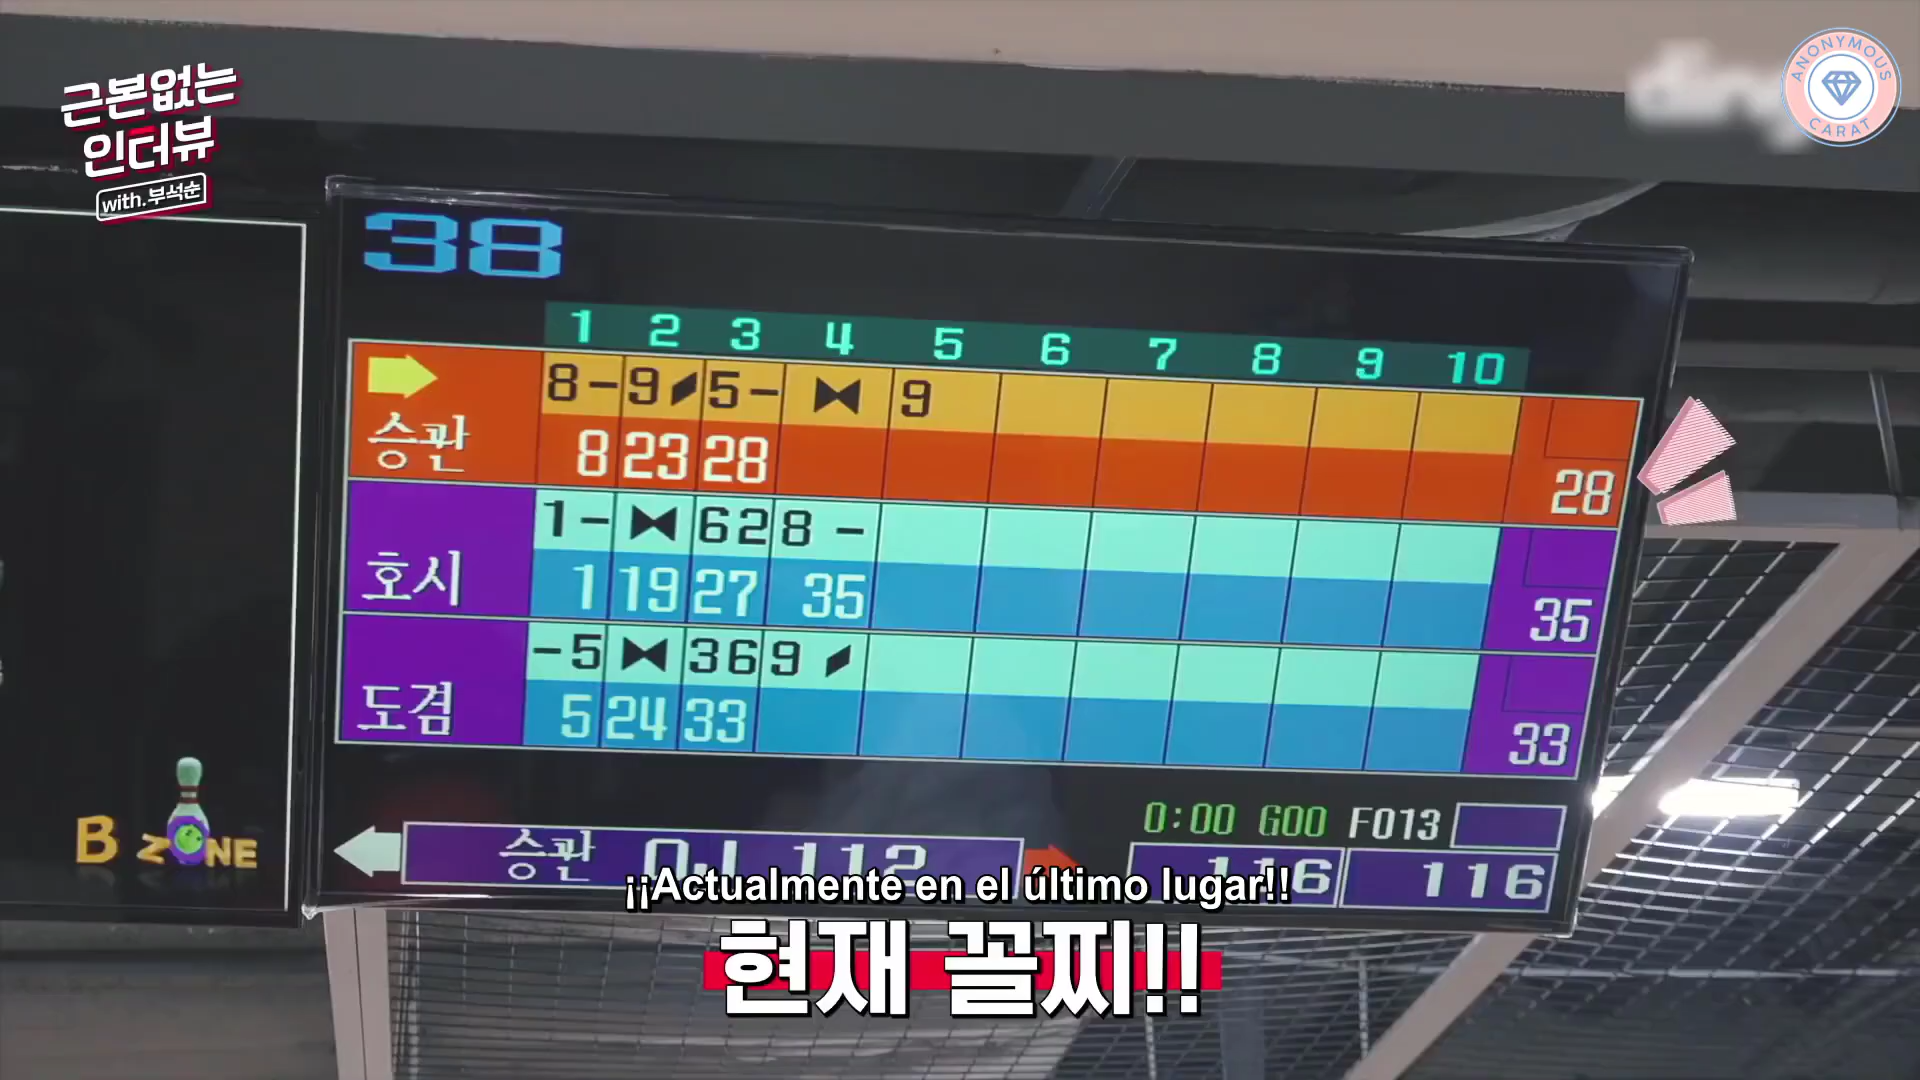 근본없는
인터뷰
with.부석순
ANONYMOUS
CARAT
38
1 2 3 4 5 6 7 8 9 10
8 - 9 5 - 9
승관
8 23 28 28
1 - 6 2 8 -
호시
1 19 27 35 35
- 5 3 6 9
도겸
5 24 33 33
0:00 G00 F013
승관 116 116
B ZONE
¡¡Actualmente en el último lugar!!
현재 꼴찌!!